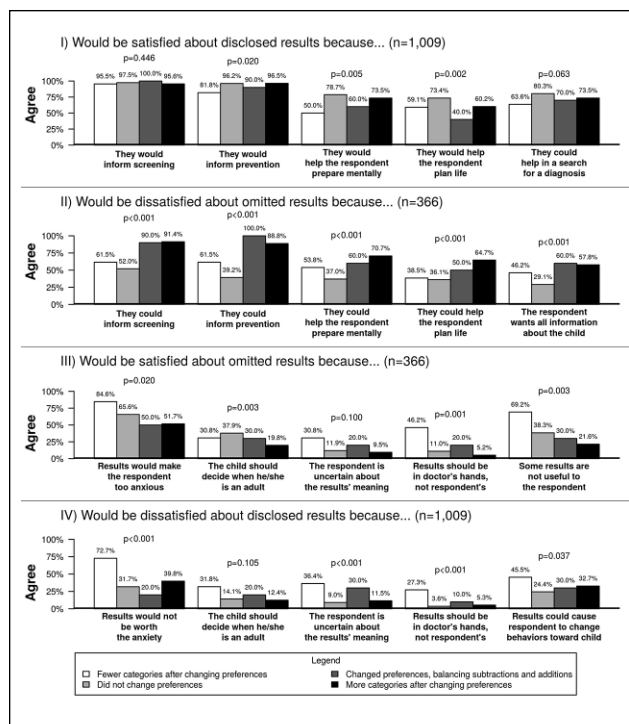 I) Would be satisfied about disclosed results because... (n=1,009)
p=0.446 p=0.020 p=0.005 p=0.002 p=0.063
Agree
100%
75%
50%
25%
0%
95.5% 97.5% 100.0% 95.6% 81.8% 96.2% 90.0% 96.5% 50.0% 78.7% 60.0% 73.5% 59.1% 73.4% 40.0% 60.2% 63.6% 80.3% 70.0% 73.5%
They would They would They would They would help They could
inform screening inform prevention help the respondent the respondent help in a search
prepare mentally plan life for a diagnosis
II) Would be dissatisfied about omitted results because... (n=366)
p<0.001 p<0.001 p<0.001 p<0.001 p<0.001
Agree
100%
75%
50%
25%
0%
61.5% 52.0% 90.0% 91.4% 61.5% 39.2% 100.0% 88.8% 53.8% 37.0% 60.0% 70.7% 38.5% 36.1% 50.0% 64.7% 46.2% 29.1% 60.0% 57.8%
They could They could They could They could help The respondent
inform screening inform prevention help the respondent the respondent wants all information
prepare mentally plan life about the child
III) Would be satisfied about omitted results because... (n=366)
p=0.020 p=0.003 p=0.100 p=0.001 p=0.003
Agree
100%
75%
50%
25%
0%
84.6% 65.6% 50.0% 51.7% 30.8% 37.9% 30.0% 19.8% 30.8% 11.9% 20.0% 9.5% 46.2% 11.0% 20.0% 5.2% 69.2% 38.3% 30.0% 21.6%
Results would make The child should The respondent is Results should be Some results are
the respondent decide when he/she uncertain about in doctor's hands, not useful to
too anxious is an adult the results' meaning not respondent's the respondent
IV) Would be dissatisfied about disclosed results because... (n=1,009)
p<0.001 p=0.105 p<0.001 p<0.001 p=0.037
Agree
100%
75%
50%
25%
0%
72.7% 31.7% 20.0% 39.8% 31.8% 14.1% 20.0% 12.4% 36.4% 9.0% 30.0% 11.5% 27.3% 3.6% 10.0% 5.3% 45.5% 24.4% 30.0% 32.7%
Results would not The child should The respondent is Results should be Results could cause
be worth decide when he/she uncertain about in doctor's hands, respondent to change
the anxiety is an adult the results' meaning not respondent's behaviors toward child
Legend
Fewer categories after changing preferences Changed preferences, balancing subtractions and additions
Did not change preferences More categories after changing preferences